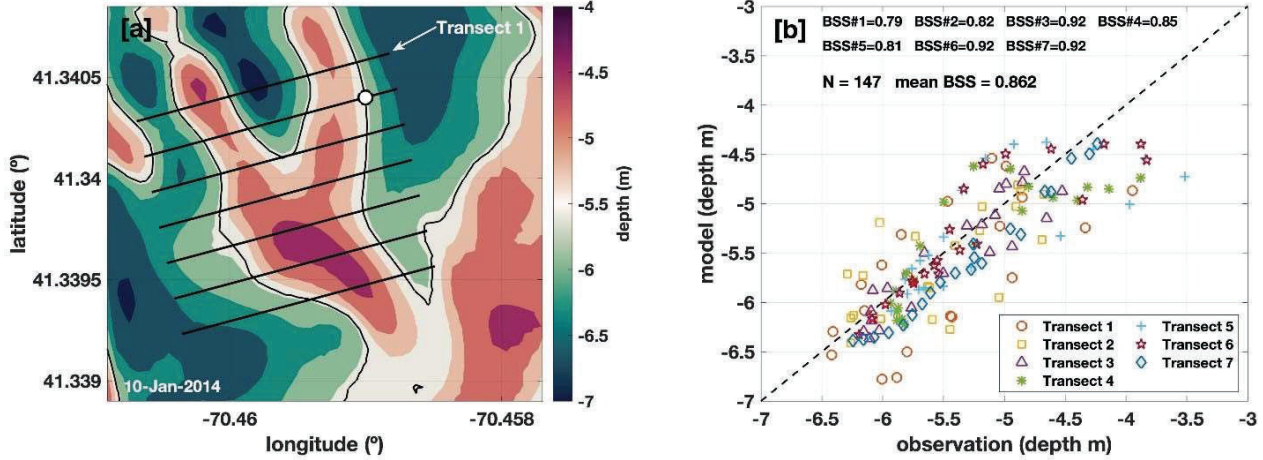 [a]
Transect 1
10-Jan-2014
41.3405
41.34
41.3395
41.339
latitude (º)
-70.46
-70.458
longitude (º)
-4
-4.5
-5
-5.5
-6
-6.5
-7
depth (m)
[b]
BSS#1=0.79 BSS#2=0.82 BSS#3=0.92 BSS#4=0.85
BSS#5=0.81 BSS#6=0.92 BSS#7=0.92
N = 147 mean BSS = 0.862
-3
-3.5
-4
-4.5
-5
-5.5
-6
-6.5
-7
model (depth m)
Transect 1
Transect 2
Transect 3
Transect 4
Transect 5
Transect 6
Transect 7
-7 -6.5 -6 -5.5 -5 -4.5 -4 -3.5 -3
observation (depth m)